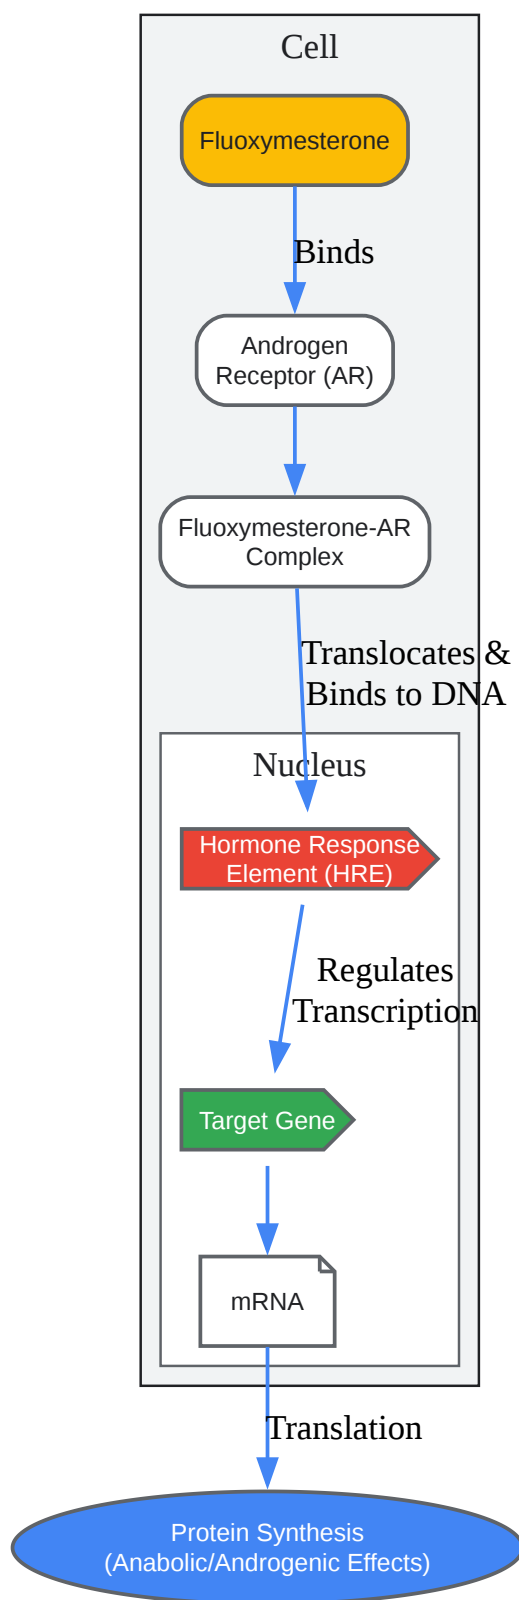 Cell
Fluoxymesterone
Binds
Androgen
Receptor (AR)
Fluoxymesterone-AR
Complex
Translocates &
Binds to DNA
Nucleus
Hormone Response
Element (HRE)
Regulates
Transcription
Target Gene
mRNA
Translation
Protein Synthesis
(Anabolic/Androgenic Effects)